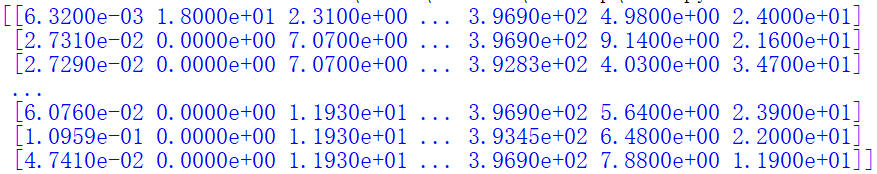 [[6.3200e-03 1.8000e+01 2.3100e+00 ... 3.9690e+02 4.9800e+00 2.4000e+01]
[2.7310e-02 0.0000e+00 7.0700e+00 ... 3.9690e+02 9.1400e+00 2.1600e+01]
[2.7290e-02 0.0000e+00 7.0700e+00 ... 3.9283e+02 4.0300e+00 3.4700e+01]
...
[6.0760e-02 0.0000e+00 1.1930e+01 ... 3.9690e+02 5.6400e+00 2.3900e+01]
[1.0959e-01 0.0000e+00 1.1930e+01 ... 3.9345e+02 6.4800e+00 2.2000e+01]
[4.7410e-02 0.0000e+00 1.1930e+01 ... 3.9690e+02 7.8800e+00 1.1900e+01]]